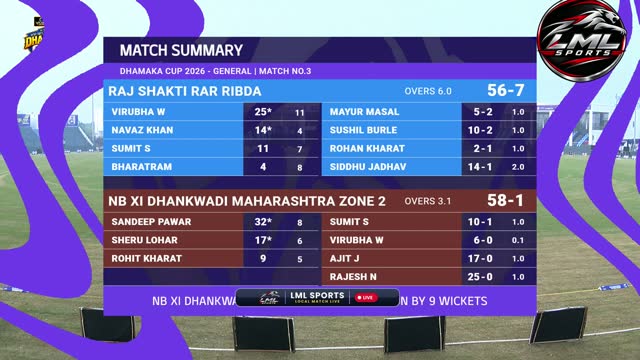 LML
SPORTS
MATCH SUMMARY
DHAMAKA CUP 2026 - GENERAL | MATCH NO.3
RAJ SHAKTI RAR RIBDA OVERS 6.0 56-7
VIRUBHA W 25* 11 MAYUR MASAL 5-2 1.0
NAVAZ KHAN 14* 4 SUSHIL BURLE 10-2 1.0
SUMIT S 11 7 ROHAN KHARAT 2-1 1.0
BHARATRAM 4 8 SIDDHU JADHAV 14-1 2.0
NB XI DHANKWADI MAHARASHTRA ZONE 2 OVERS 3.1 58-1
SANDEEP PAWAR 32* 8 SUMIT S 10-1 1.0
SHERU LOHAR 17* 6 VIRUBHA W 6-0 0.1
ROHIT KHARAT 9 5 AJIT J 17-0 1.0
RAJESH N 25-0 1.0
NB XI DHANKWA
LML SPORTS
LOCAL MATCH LIVE
LIVE
N BY 9 WICKETS